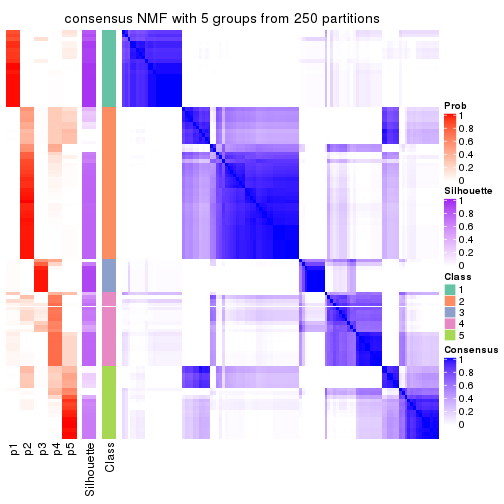 consensus NMF with 5 groups from 250 partitions
Prob
1
0.8
0.6
0.4
0.2
0
Silhouette
1
0.8
0.6
0.4
0.2
0
Class
1
2
3
4
5
Consensus
1
0.8
0.6
0.4
0.2
0
p1
p2
p3
p4
p5
Silhouette
Class